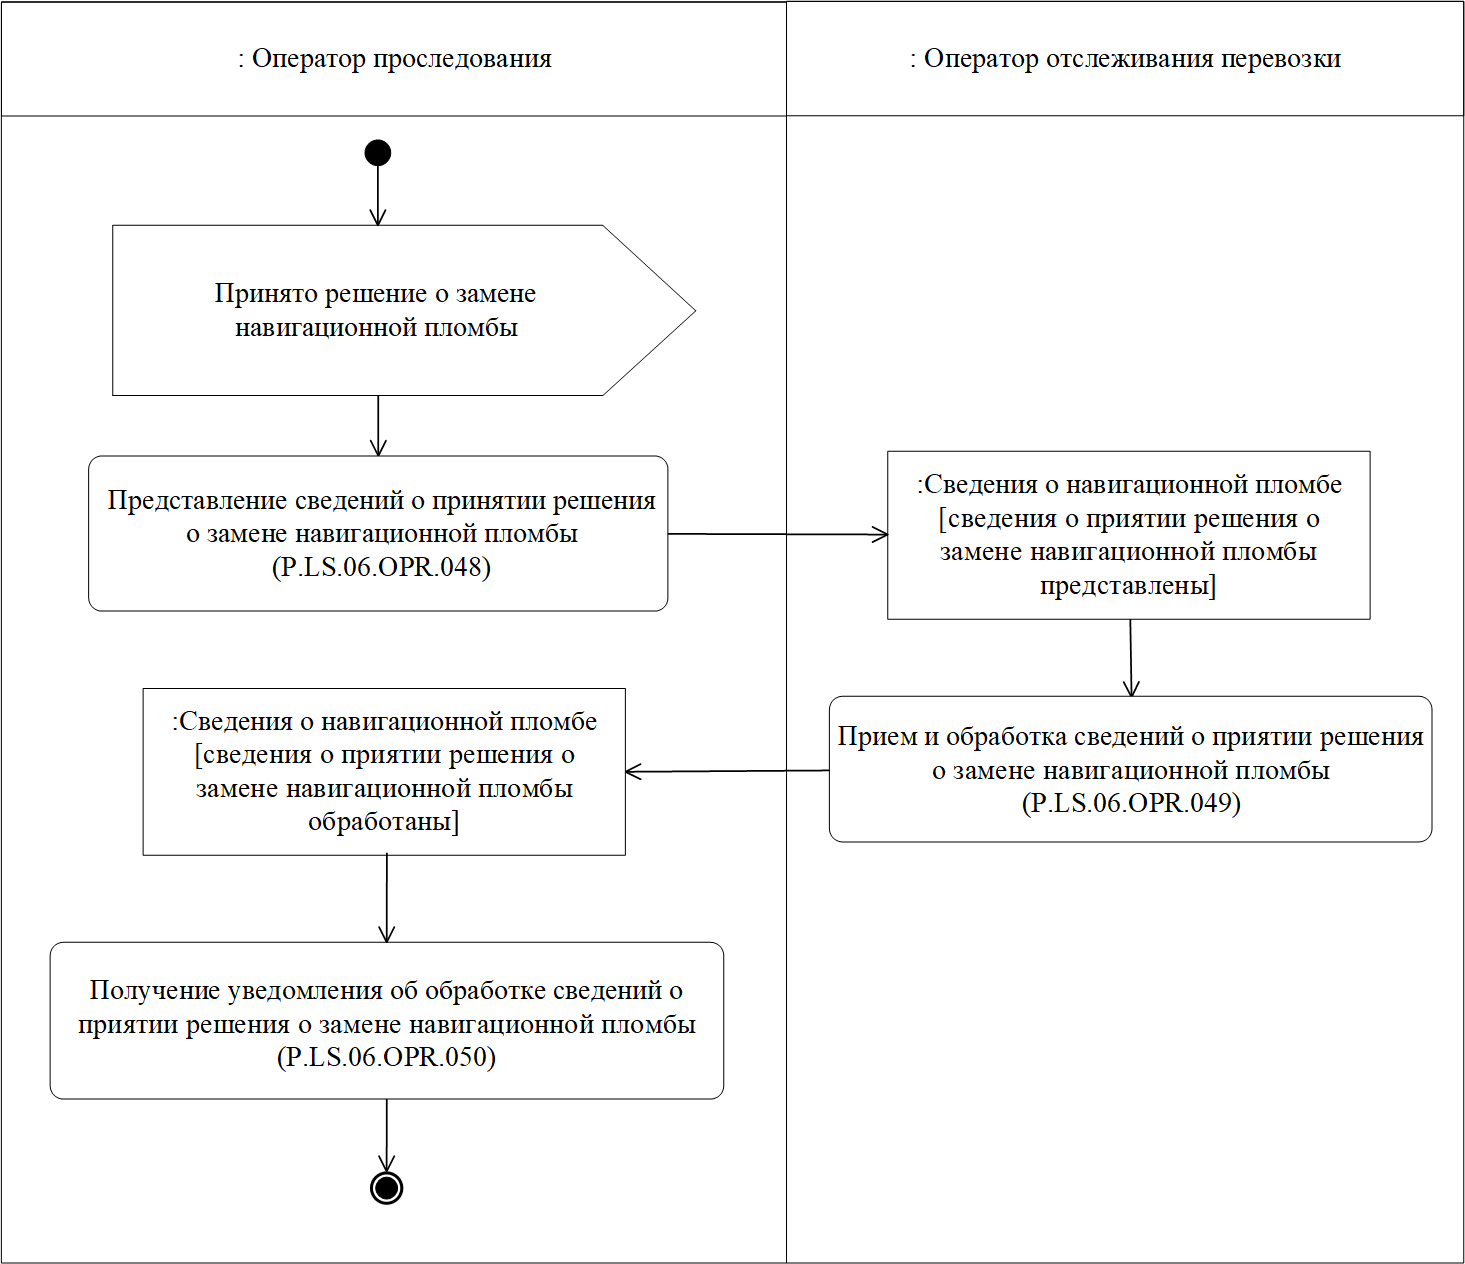 : Оператор проследования
: Оператор отслеживания перевозки
Принято решение о замене
навигационной пломбы
Представление сведений о принятии решения
о замене навигационной пломбы
(P.LS.06.OPR.048)
:Сведения о навигационной пломбе
[сведения о приятии решения о
замене навигационной пломбы
представлены]
Прием и обработка сведений о приятии решения
о замене навигационной пломбы
(P.LS.06.OPR.049)
:Сведения о навигационной пломбе
[сведения о приятии решения о
замене навигационной пломбы
обработаны]
Получение уведомления об обработке сведений о
приятии решения о замене навигационной пломбы
(P.LS.06.OPR.050)